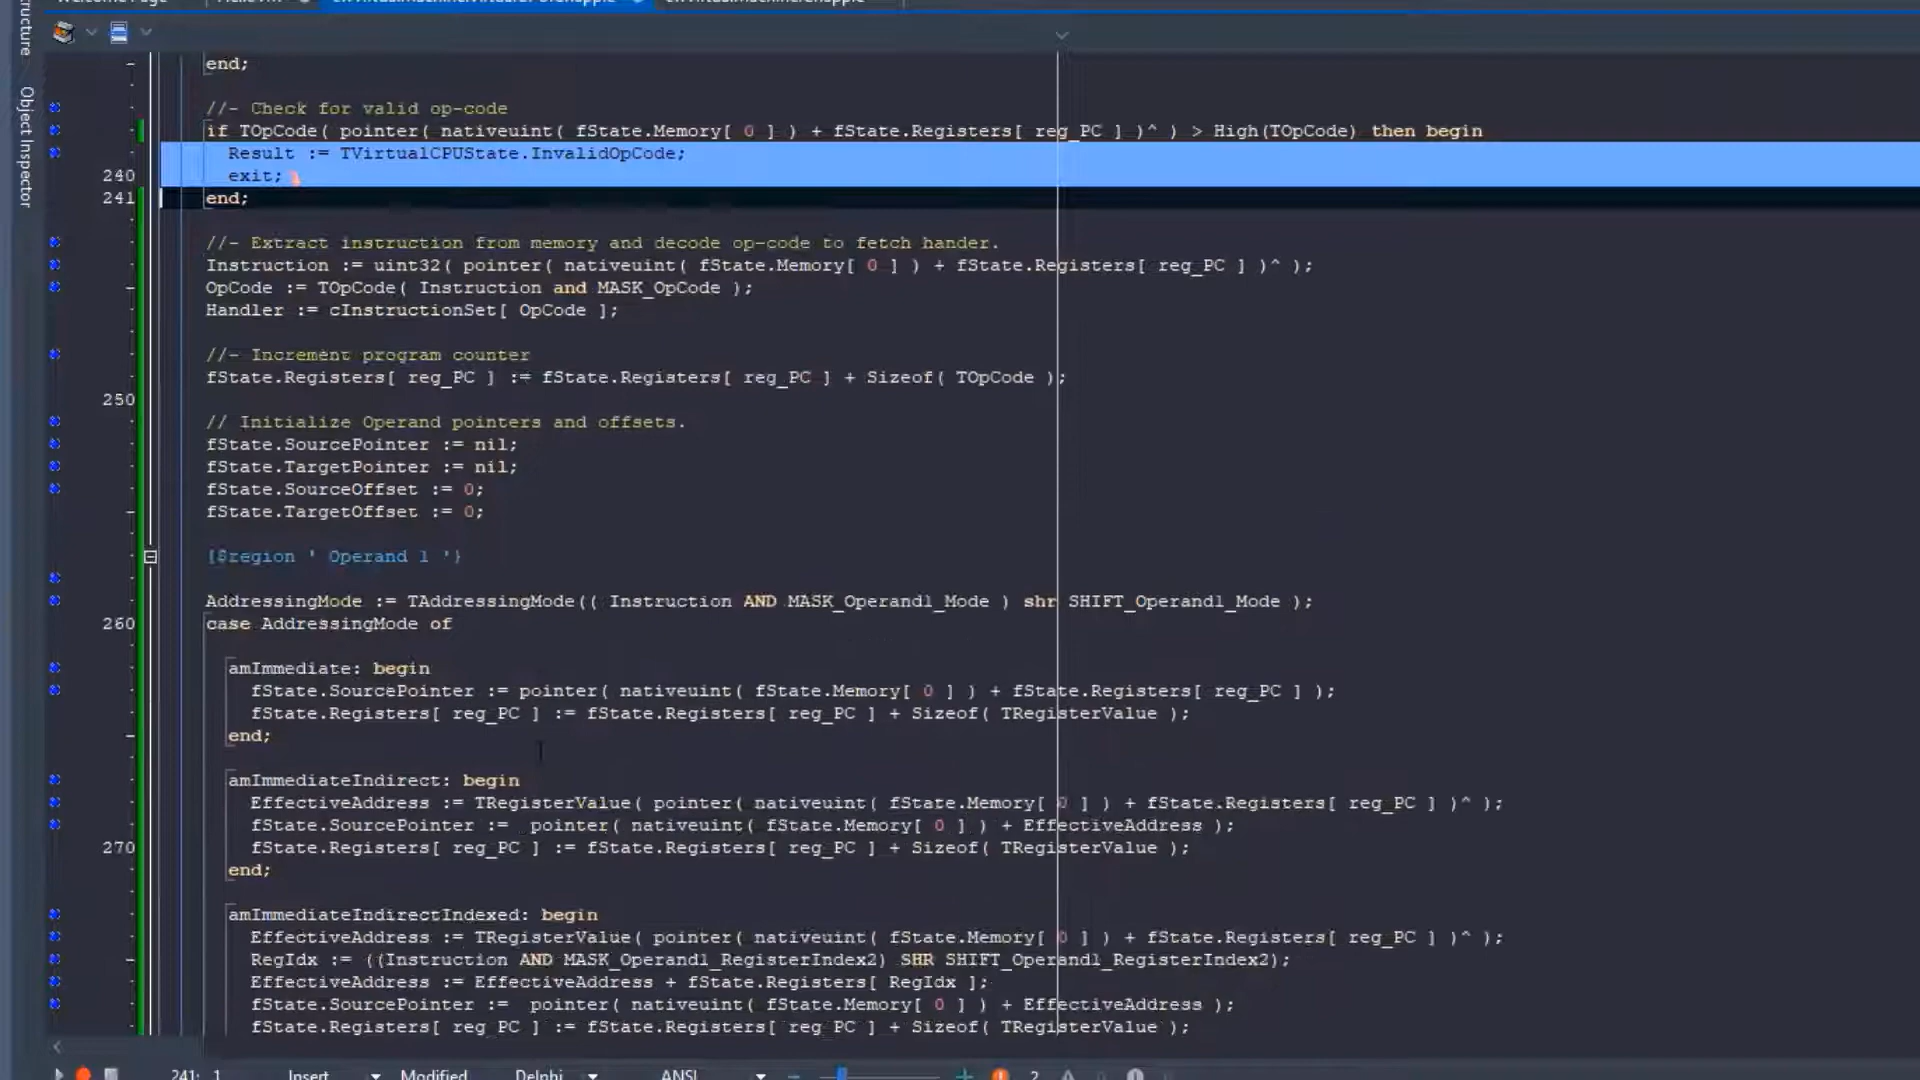 Object Inspector
end;
//- Check for valid op-code
if TOpCode( pointer( nativeuint( fState.Memory[ 0 ] ) + fState.Registers[ reg_PC ] )^ ) > High(TOpCode) then begin
Result := TVirtualCPUState.InvalidOpCode;
240 exit;
241 end;
//- Extract instruction from memory and decode op-code to fetch hander.
Instruction := uint32( pointer( nativeuint( fState.Memory[ 0 ] ) + fState.Registers[ reg_PC ] )^ );
OpCode := TOpCode( Instruction and MASK_OpCode );
Handler := cInstructionSet[ OpCode ];
//- Increment program counter
fState.Registers[ reg_PC ] := fState.Registers[ reg_PC ] + Sizeof( TOpCode );
250
// Initialize Operand pointers and offsets.
fState.SourcePointer := nil;
fState.TargetPointer := nil;
fState.SourceOffset := 0;
fState.TargetOffset := 0;
{$region ' Operand 1 '}
AddressingMode := TAddressingMode(( Instruction AND MASK_Operand1_Mode ) shr SHIFT_Operand1_Mode );
260 case AddressingMode of
amImmediate: begin
fState.SourcePointer := pointer( nativeuint( fState.Memory[ 0 ] ) + fState.Registers[ reg_PC ] );
fState.Registers[ reg_PC ] := fState.Registers[ reg_PC ] + Sizeof( TRegisterValue );
end;
amImmediateIndirect: begin
EffectiveAddress := TRegisterValue( pointer( nativeuint( fState.Memory[ 0 ] ) + fState.Registers[ reg_PC ] )^ );
fState.SourcePointer := pointer( nativeuint( fState.Memory[ 0 ] ) + EffectiveAddress );
270 fState.Registers[ reg_PC ] := fState.Registers[ reg_PC ] + Sizeof( TRegisterValue );
end;
amImmediateIndirectIndexed: begin
EffectiveAddress := TRegisterValue( pointer( nativeuint( fState.Memory[ 0 ] ) + fState.Registers[ reg_PC ] )^ );
RegIdx := ((Instruction AND MASK_Operand1_RegisterIndex2) SHR SHIFT_Operand1_RegisterIndex2);
EffectiveAddress := EffectiveAddress + fState.Registers[ RegIdx ];
fState.SourcePointer := pointer( nativeuint( fState.Memory[ 0 ] ) + EffectiveAddress );
fState.Registers[ reg_PC ] := fState.Registers[ reg_PC ] + Sizeof( TRegisterValue );
241: 1 Insert Modified Delphi ANSI 2